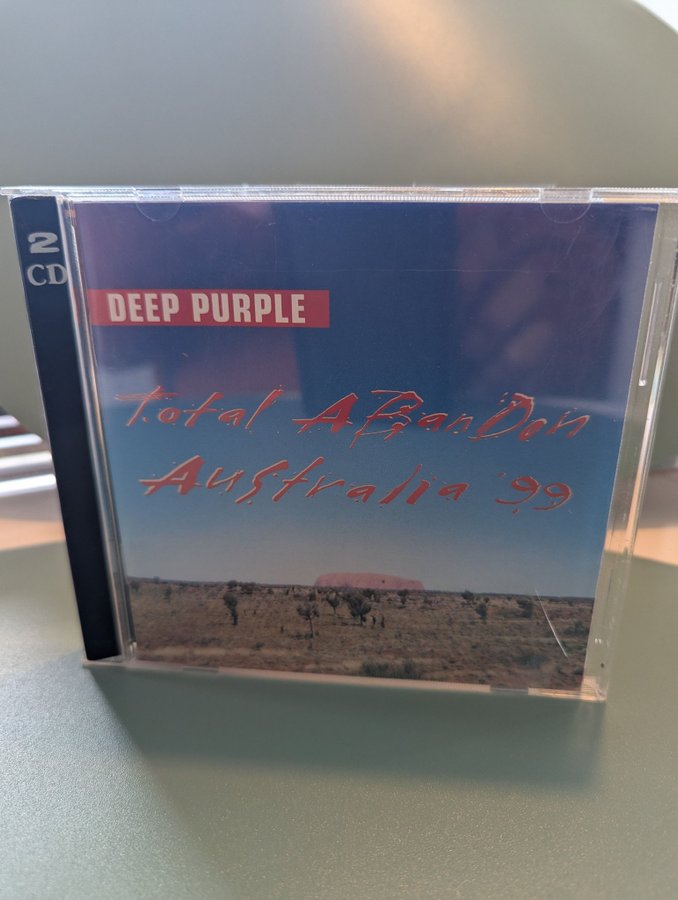 2
CD
DEEP PURPLE
Total ABanDon
Australia '99